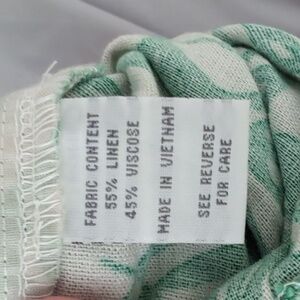 FABRIC CONTENT
55% LINEN
45% VISCOSE
MADE IN VIETNAM
SEE REVERSE
FOR CARE